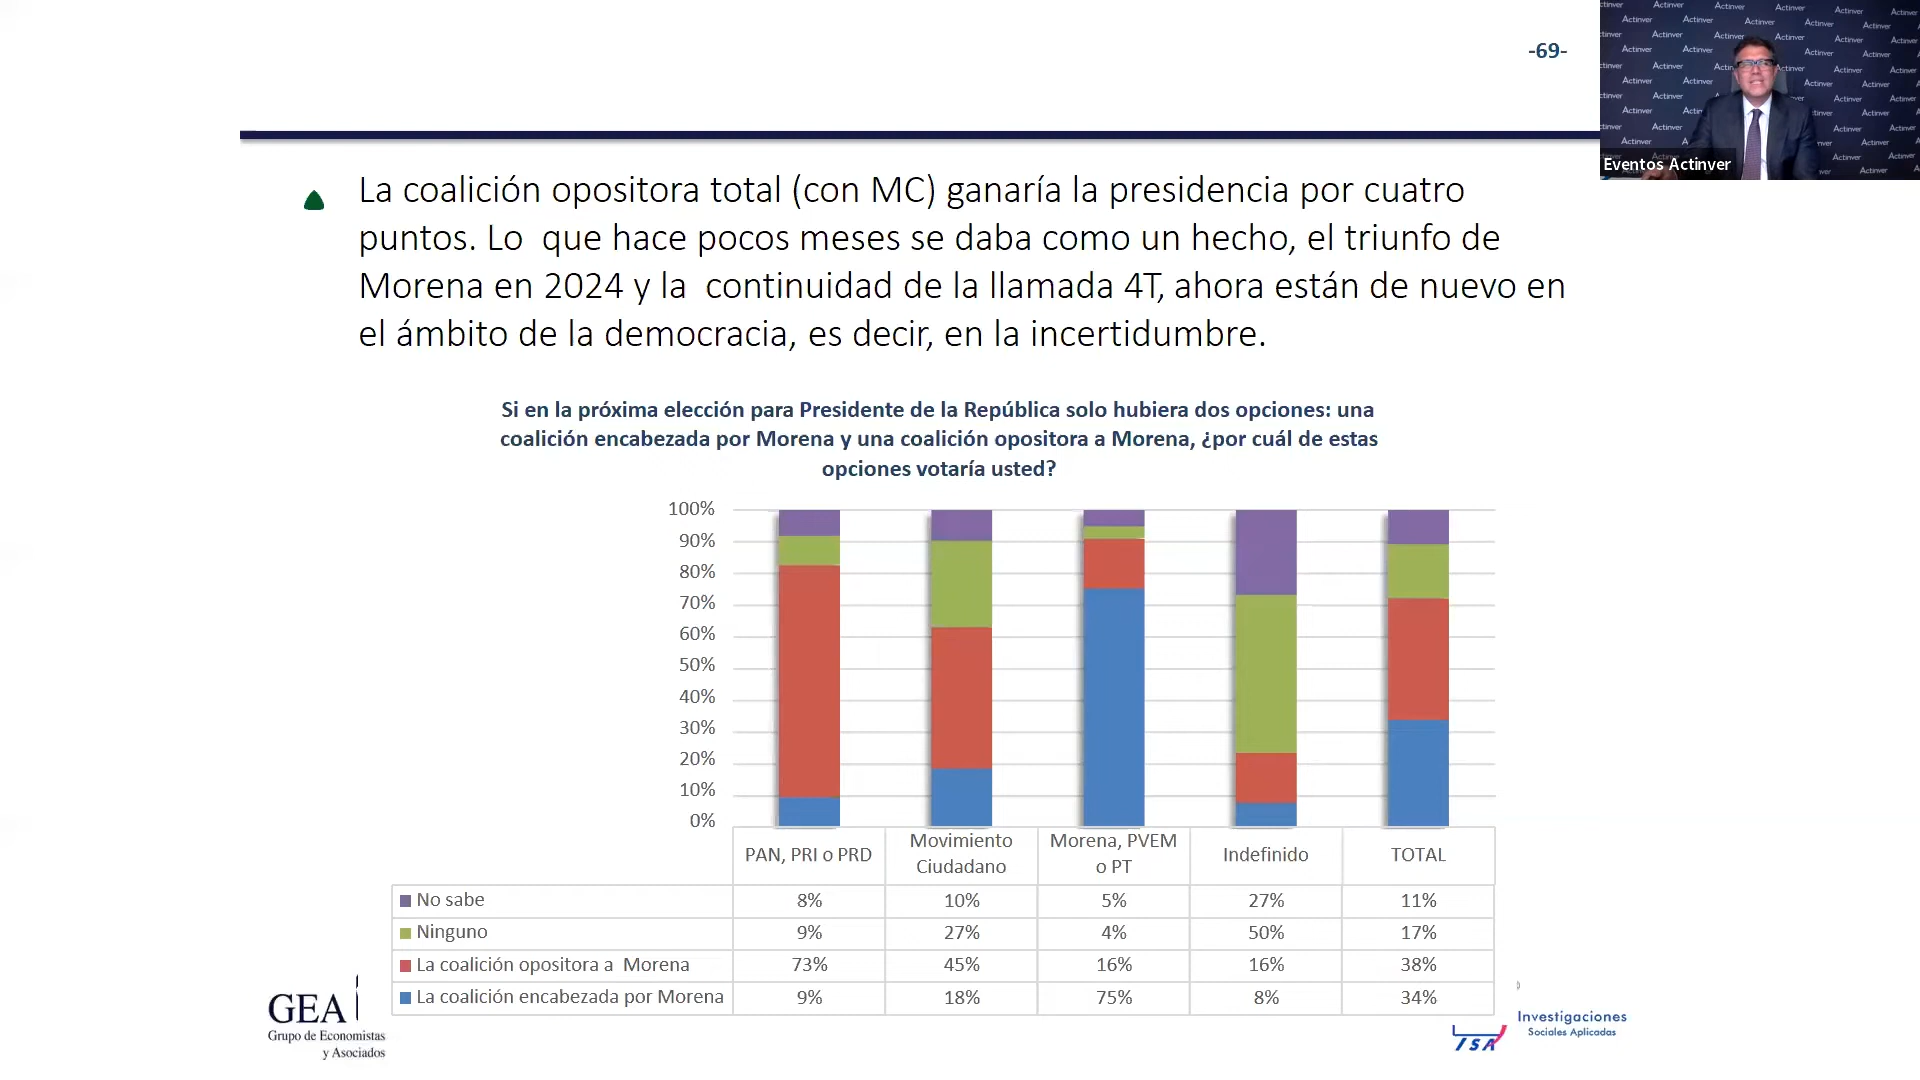 -69-
Eventos Actinver
La coalición opositora total (con MC) ganaría la presidencia por cuatro
puntos. Lo que hace pocos meses se daba como un hecho, el triunfo de
Morena en 2024 y la continuidad de la llamada 4T, ahora están de nuevo en
el ámbito de la democracia, es decir, en la incertidumbre.
Si en la próxima elección para Presidente de la República solo hubiera dos opciones: una
coalición encabezada por Morena y una coalición opositora a Morena, ¿por cuál de estas
opciones votaría usted?
100%
90%
80%
70%
60%
50%
40%
30%
20%
10%
0%
PAN, PRI o PRD
Movimiento
Ciudadano
Morena, PVEM
o PT
Indefinido
TOTAL
No sabe 8% 10% 5% 27% 11%
Ninguno 9% 27% 4% 50% 17%
La coalición opositora a Morena 73% 45% 16% 16% 38%
La coalición encabezada por Morena 9% 18% 75% 8% 34%
GEA
Grupo de Economistas
y Asociados
ISA
Investigaciones
Sociales Aplicadas